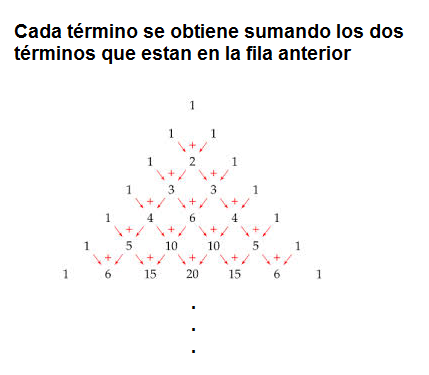 Cada término se obtiene sumando los dos
términos que estan en la fila anterior
1
1 1
+
1 2 1
+ +
1 3 3 1
+ + +
1 4 6 4 1
+ + + +
1 5 10 10 5 1
+ + + + +
1 6 15 20 15 6 1
.
.
.